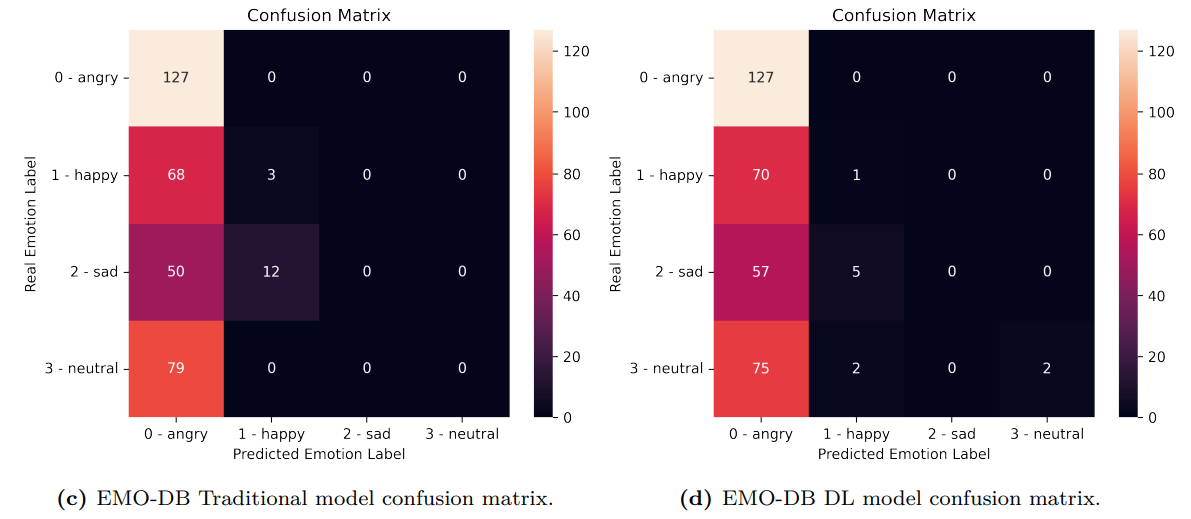 Confusion Matrix
0 - angry 127 0 0 0
1 - happy 68 3 0 0
2 - sad 50 12 0 0
3 - neutral 79 0 0 0
0 - angry 1 - happy 2 - sad 3 - neutral
Predicted Emotion Label
Real Emotion Label
120
100
80
60
40
20
0
(c) EMO-DB Traditional model confusion matrix.
Confusion Matrix
0 - angry 127 0 0 0
1 - happy 70 1 0 0
2 - sad 57 5 0 0
3 - neutral 75 2 0 2
0 - angry 1 - happy 2 - sad 3 - neutral
Predicted Emotion Label
Real Emotion Label
120
100
80
60
40
20
0
(d) EMO-DB DL model confusion matrix.